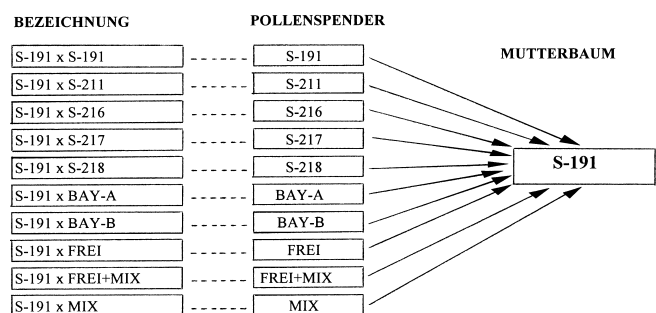 BEZEICHNUNG POLLENSPENDER
MUTTERBAUM
S-191 x S-191 S-191
S-191 x S-211 S-211
S-191 x S-216 S-216
S-191 x S-217 S-217
S-191 x S-218 S-218
S-191
S-191 x BAY-A BAY-A
S-191 x BAY-B BAY-B
S-191 x FREI FREI
S-191 x FREI+MIX FREI+MIX
S-191 x MIX MIX